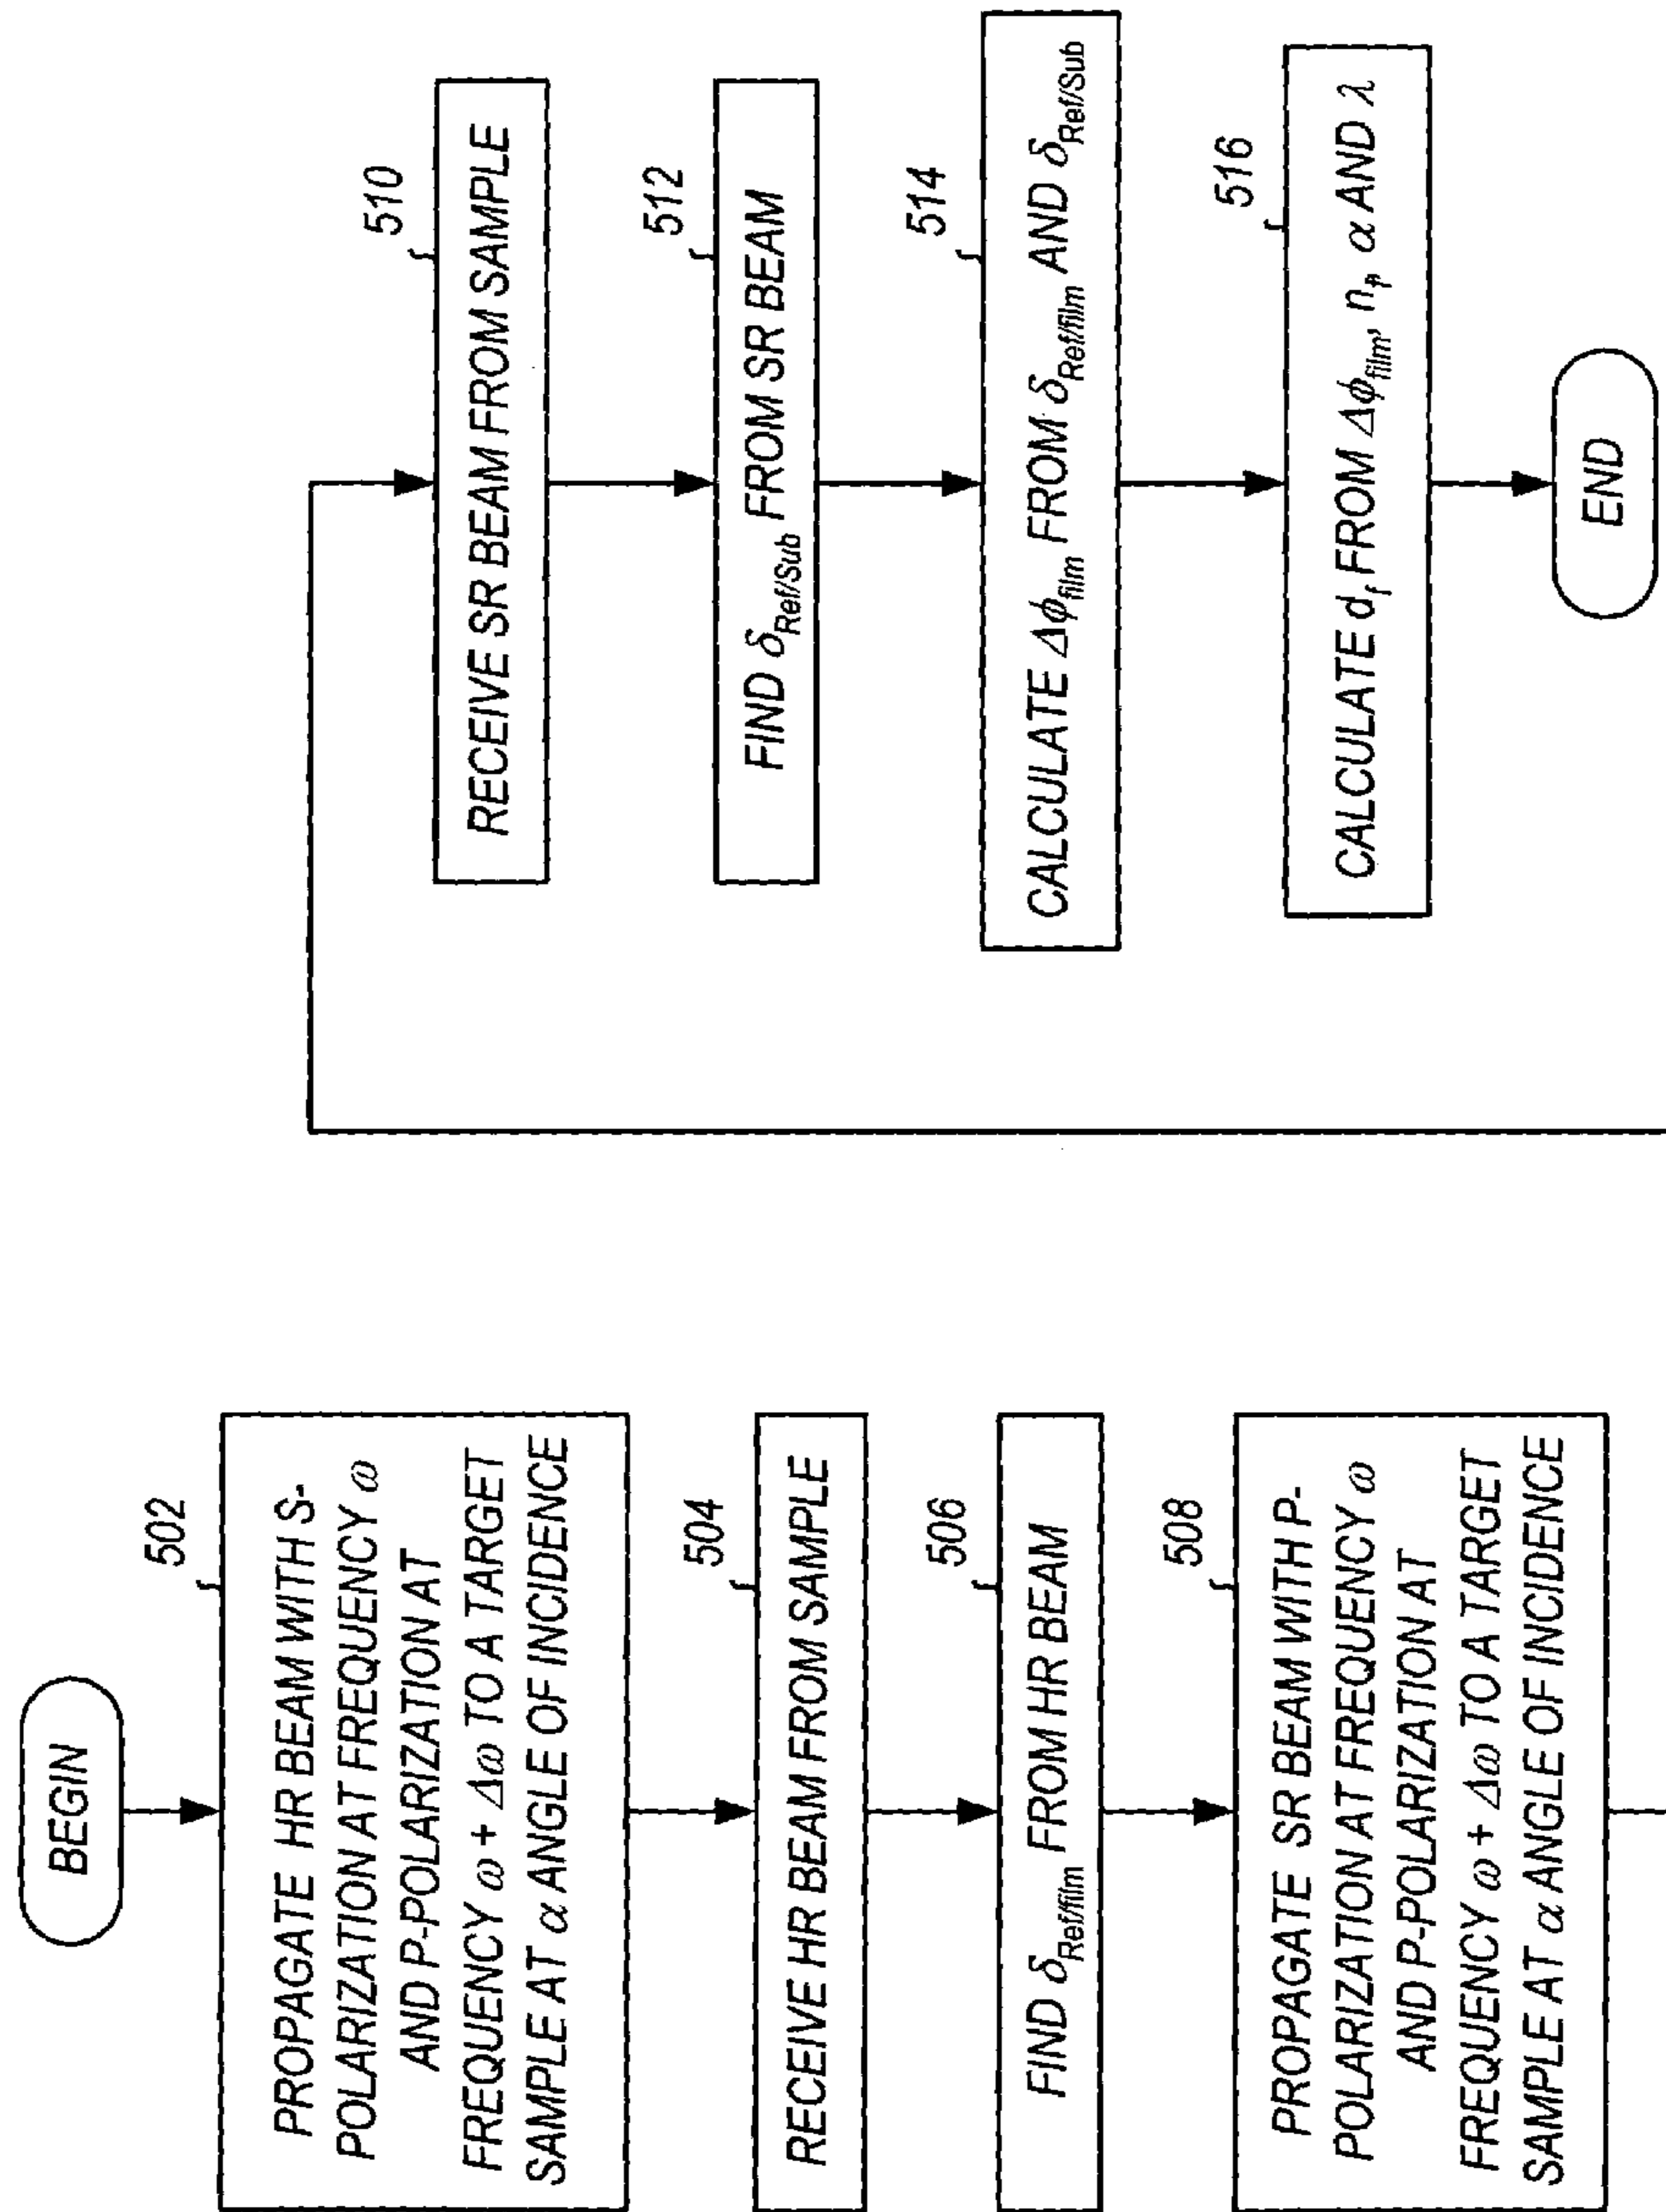 BEGIN
502
PROPAGATE HR BEAM WITH S-
POLARIZATION AT FREQUENCY ω
AND P-POLARIZATION AT
FREQUENCY ω + Δω TO A TARGET
SAMPLE AT α ANGLE OF INCIDENCE
504
RECEIVE HR BEAM FROM SAMPLE
506
FIND δRef/film FROM HR BEAM
508
PROPAGATE SR BEAM WITH P-
POLARIZATION AT FREQUENCY ω
AND P-POLARIZATION AT
FREQUENCY ω + Δω TO A TARGET
SAMPLE AT α ANGLE OF INCIDENCE
510
RECEIVE SR BEAM FROM SAMPLE
512
FIND δRef/Sub FROM SR BEAM
514
CALCULATE Δϕfilm FROM δRef/film AND δRef/Sub
516
CALCULATE df FROM Δϕfilm, nf, α AND λ
END